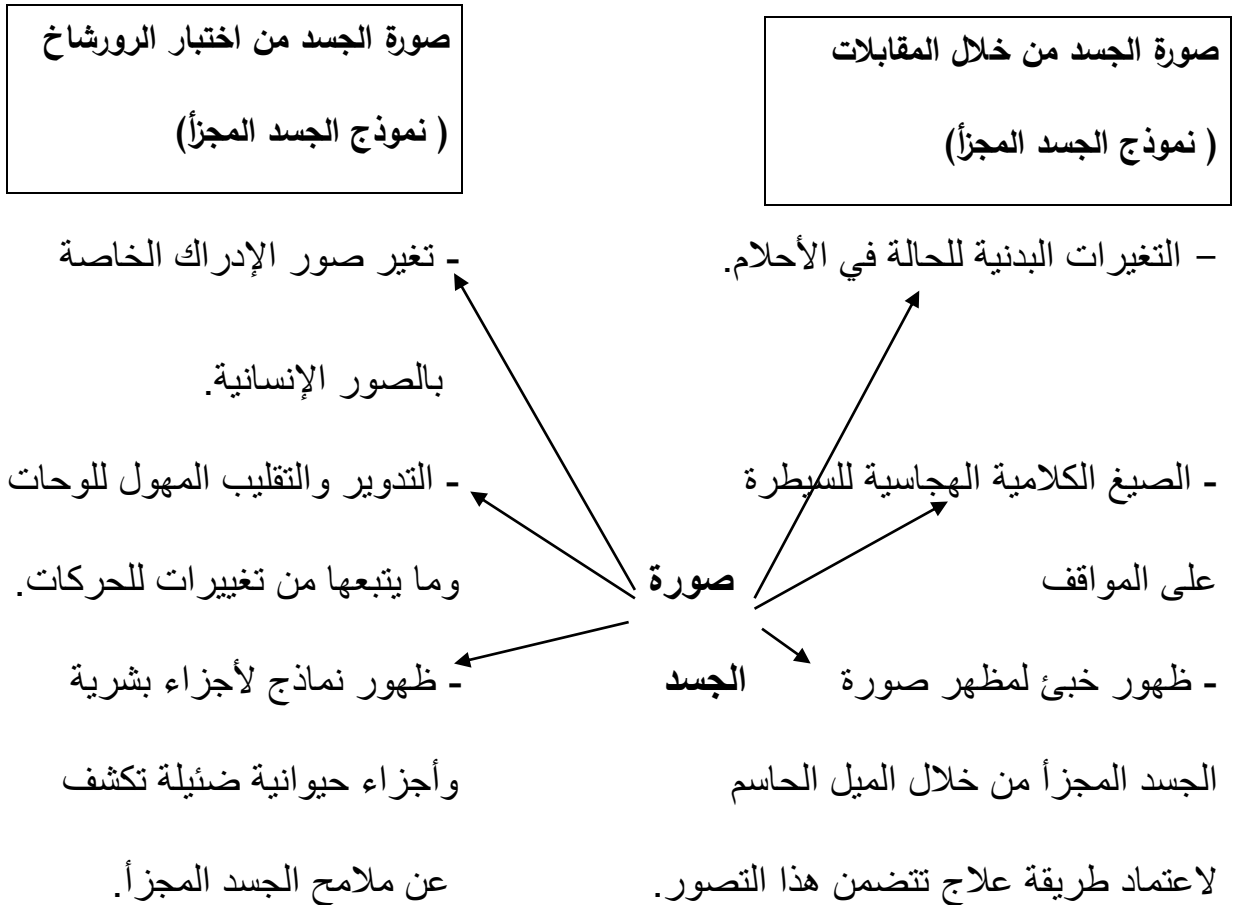 صورة الجسد من خلال المقابلات
( نموذج الجسد المجزأ)
– التغيرات البدنية للحالة في الأحلام.
- الصيغ الكلامية الهجاسية للسيطرة
على المواقف
- ظهور خبئ لمظهر صورة
الجسد المجزأ من خلال الميل الحاسم
لاعتماد طريقة علاج تتضمن هذا التصور.
صورة
الجسد
صورة الجسد من اختبار الرورشاخ
( نموذج الجسد المجزأ)
- تغير صور الإدراك الخاصة
بالصور الإنسانية.
- التدوير والتقليب المهول للوحات
وما يتبعها من تغييرات للحركات.
- ظهور نماذج لأجزاء بشرية
وأجزاء حيوانية ضئيلة تكشف
عن ملامح الجسد المجزأ.